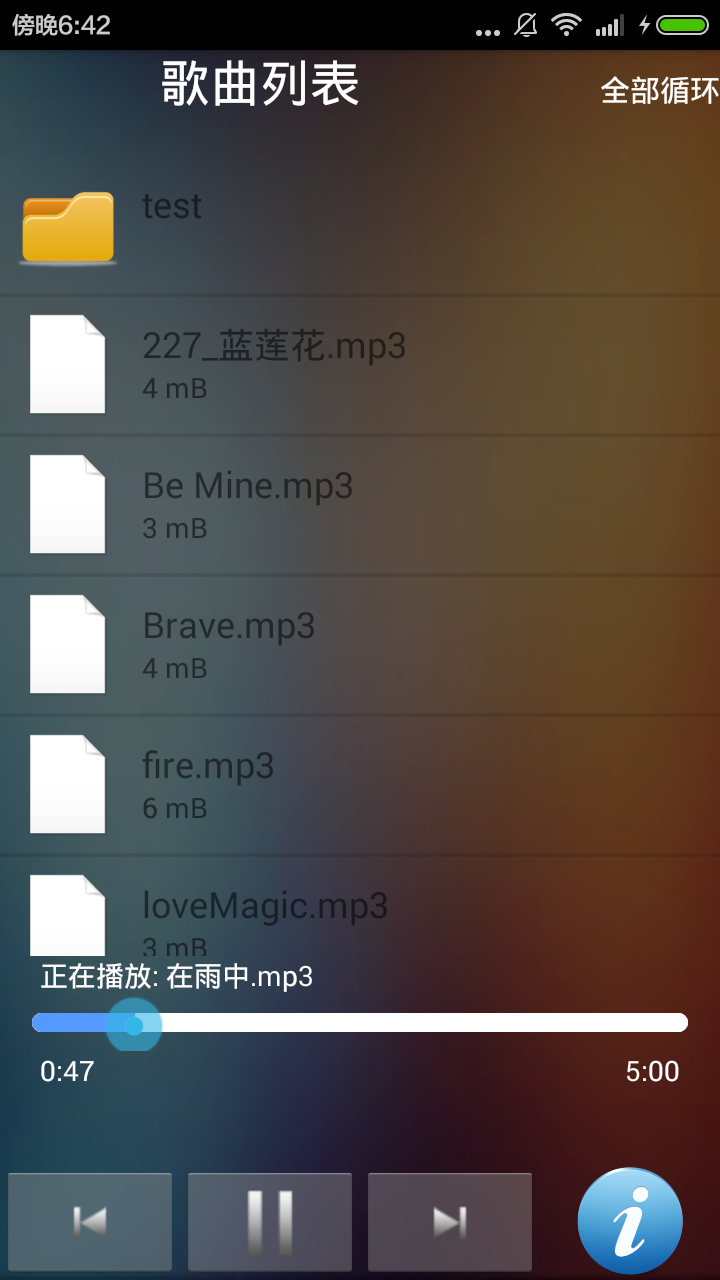 傍晚6:42
歌曲列表
全部循环
test
227_蓝莲花.mp3
4 mB
Be Mine.mp3
3 mB
Brave.mp3
4 mB
fire.mp3
6 mB
loveMagic.mp3
3 mB
正在播放: 在雨中.mp3
0:47
5:00